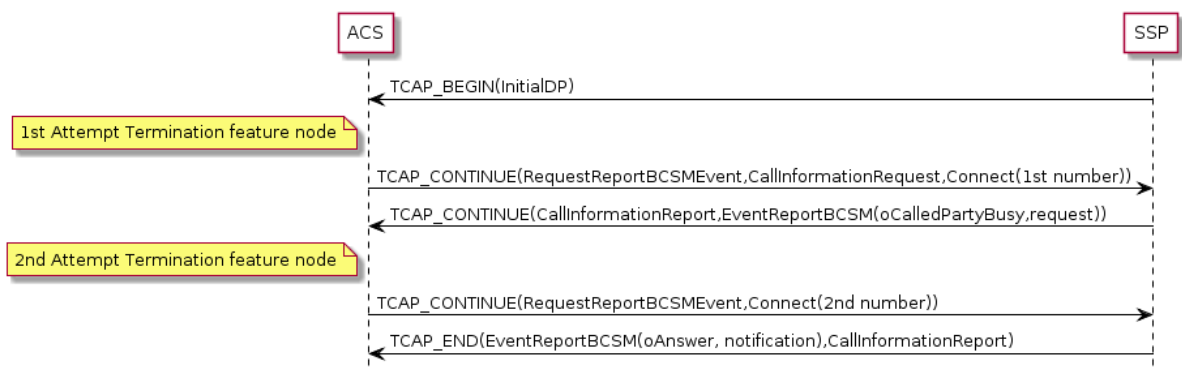 ACS
SSP
TCAP_BEGIN(InitialDP)
1st Attempt Termination feature node
TCAP_CONTINUE(RequestReportBCSMEvent,CallInformationRequest,Connect(1st number))
TCAP_CONTINUE(CallInformationReport,EventReportBCSM(oCalledPartyBusy,request))
2nd Attempt Termination feature node
TCAP_CONTINUE(RequestReportBCSMEvent,Connect(2nd number))
TCAP_END(EventReportBCSM(oAnswer, notification),CallInformationReport)